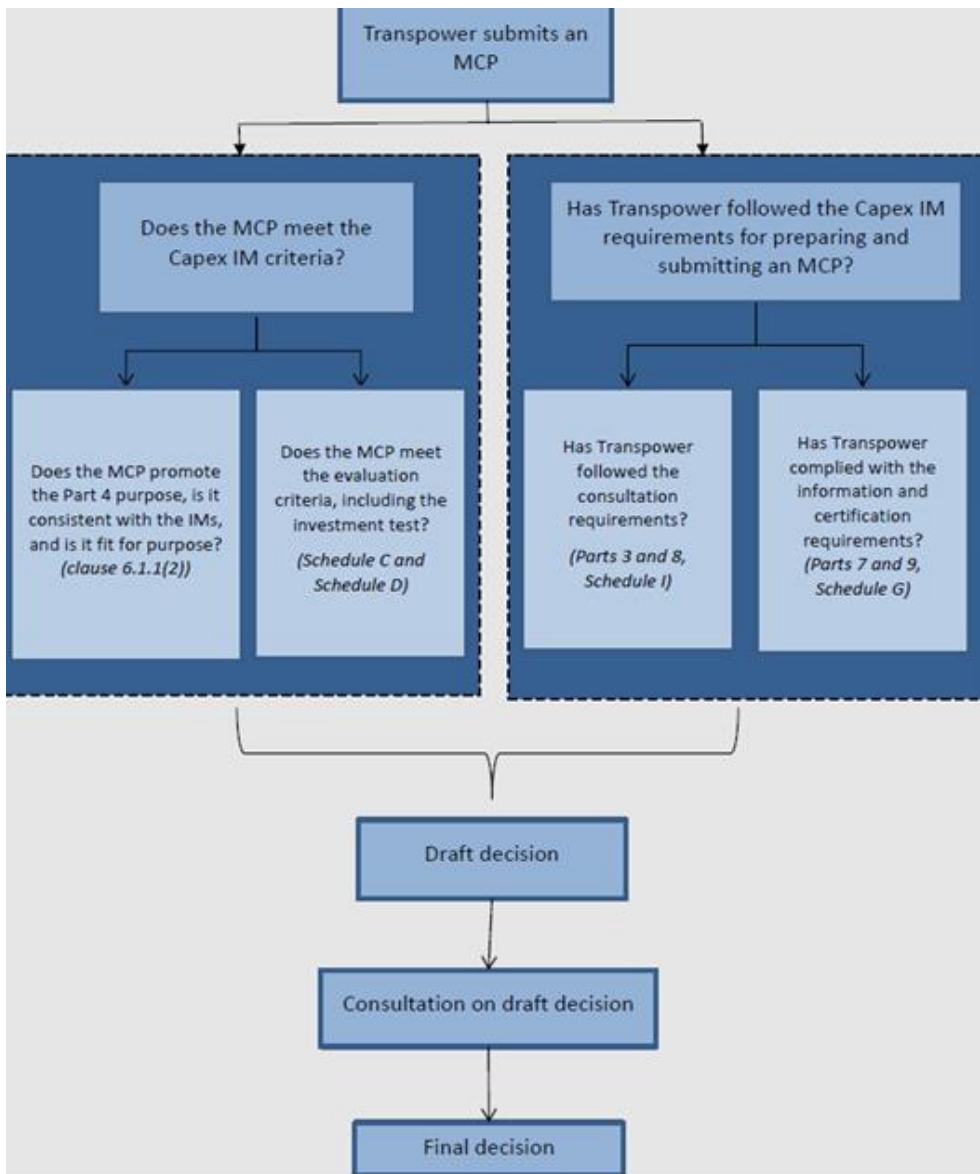 Transpower submits an
MCP
Does the MCP meet the
Capex IM criteria?
Has Transpower followed the Capex IM
requirements for preparing and
submitting an MCP?
Does the MCP promote
the Part 4 purpose, is it
consistent with the IMs,
and is it fit for purpose?
(clause 6.1.1(2))
Does the MCP meet
the evaluation
criteria, including the
investment test?
(Schedule C and
Schedule D)
Has Transpower
followed the
consultation
requirements?
(Parts 3 and 8,
Schedule I)
Has Transpower
complied with the
information and
certification
requirements?
(Parts 7 and 9,
Schedule G)
Draft decision
Consultation on draft decision
Final decision